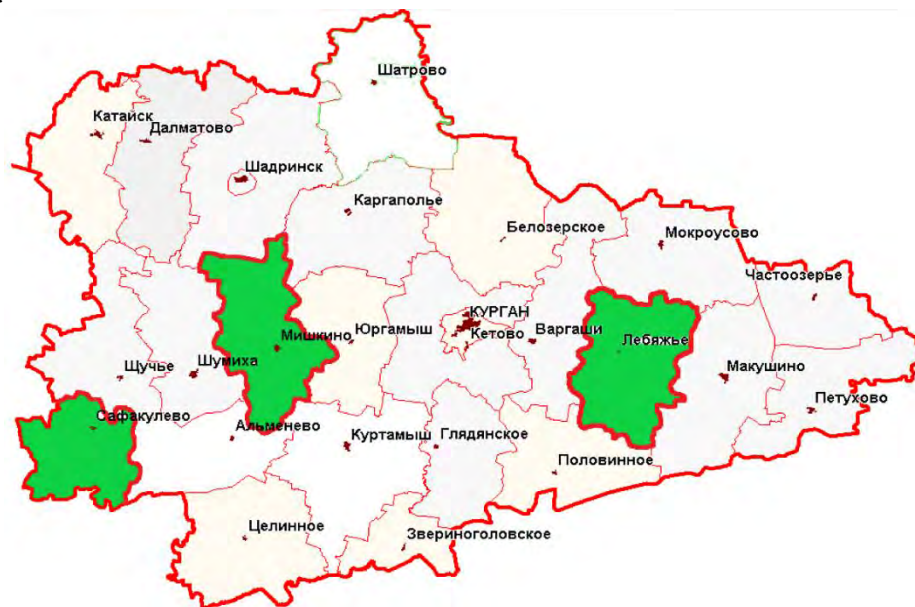 Шатрово
Катайск
Далматово
Шадринск
Каргаполье
Белозерское
Мокроусово
Частоозерье
КУРГАН
Кетово
Варгаши
Лебяжье
Юргамыш
Мишкино
Шумиха
Щучье
Макушино
Петухово
Сафакулево
Альменево
Куртамыш
Глядянское
Половинное
Целинное
Звериноголовское